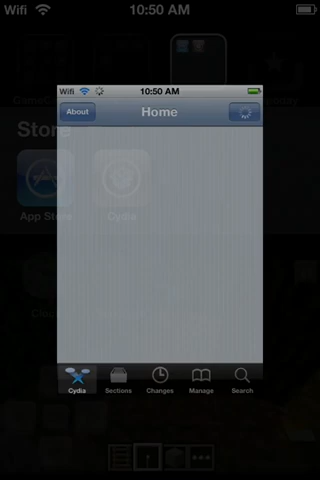 Wifi 10:50 AM
Wifi 10:50 AM
About Home
Store
App Store Cydia
Cydia Sections Changes Manage Search